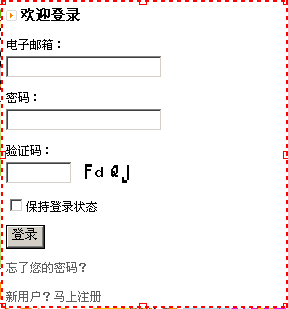 欢迎登录
电子邮箱：
密码：
验证码：
FdQJ
保持登录状态
登录
忘了您的密码？
新用户？马上注册